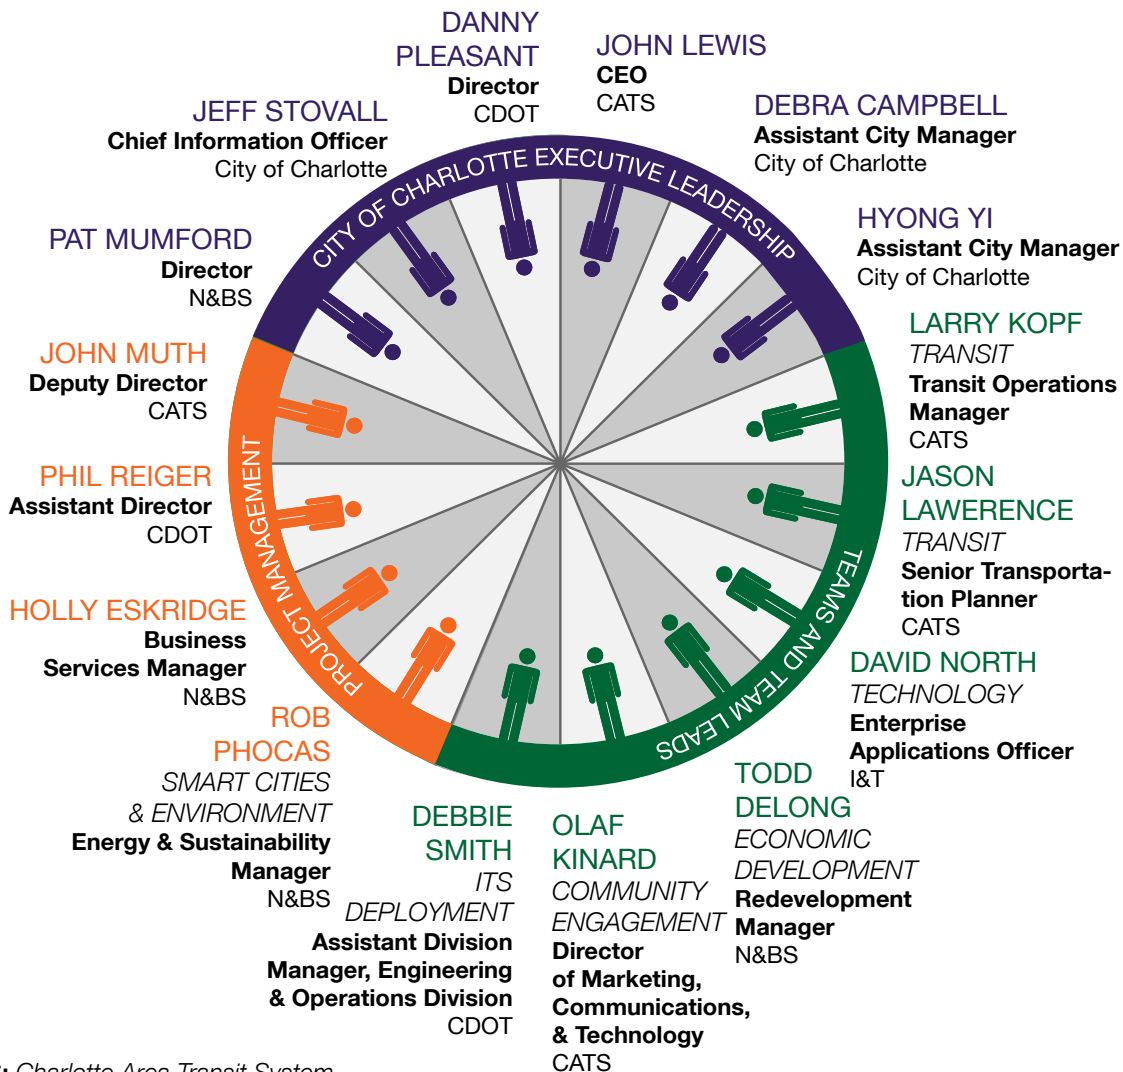 DANNY
PLEASANT
Director
CDOT
JOHN LEWIS
CEO
CATS
JEFF STOVALL
Chief Information Officer
City of Charlotte
DEBRA CAMPBELL
Assistant City Manager
City of Charlotte
PAT MUMFORD
Director
N&BS
HYONG YI
Assistant City Manager
City of Charlotte
CITY OF CHARLOTTE EXECUTIVE LEADERSHIP
JOHN MUTH
Deputy Director
CATS
LARRY KOPF
TRANSIT
Transit Operations
Manager
CATS
PHIL REIGER
Assistant Director
CDOT
JASON
LAWERENCE
TRANSIT
Senior Transporta-
tion Planner
CATS
PROJECT MANAGEMENT
TEAMS AND TEAM LEADS
HOLLY ESKRIDGE
Business
Services Manager
N&BS
DAVID NORTH
TECHNOLOGY
Enterprise
Applications Officer
I&T
ROB
PHOCAS
SMART CITIES
& ENVIRONMENT
Energy & Sustainability
Manager
N&BS
DEBBIE
SMITH
ITS
DEPLOYMENT
Assistant Division
Manager, Engineering
& Operations Division
CDOT
OLAF
KINARD
COMMUNITY
ENGAGEMENT
Director
of Marketing,
Communications,
& Technology
CATS
TODD
DELONG
ECONOMIC
DEVELOPMENT
Redevelopment
Manager
N&BS
Charlotte Area Transit System